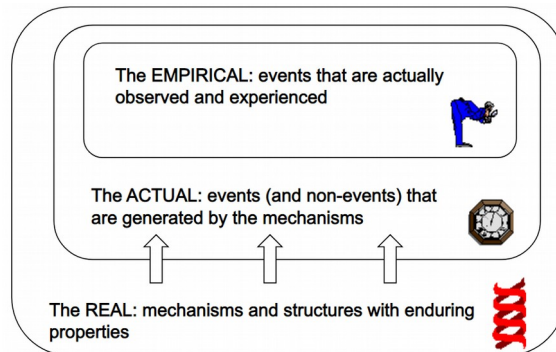 The EMPIRICAL: events that are actually
observed and experienced
The ACTUAL: events (and non-events) that
are generated by the mechanisms
The REAL: mechanisms and structures with enduring
properties